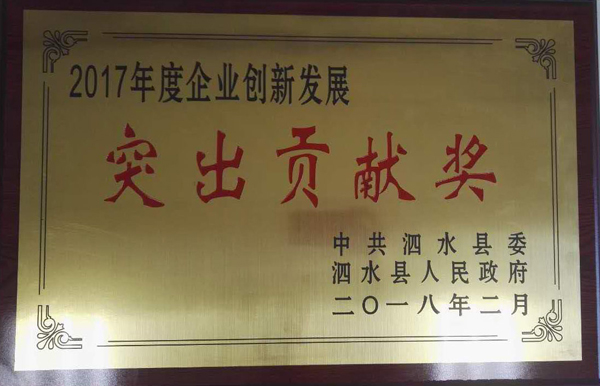 2017年度企业创新发展
突出贡献奖
中共泗水县委
泗水县人民政府
二〇一八年二月